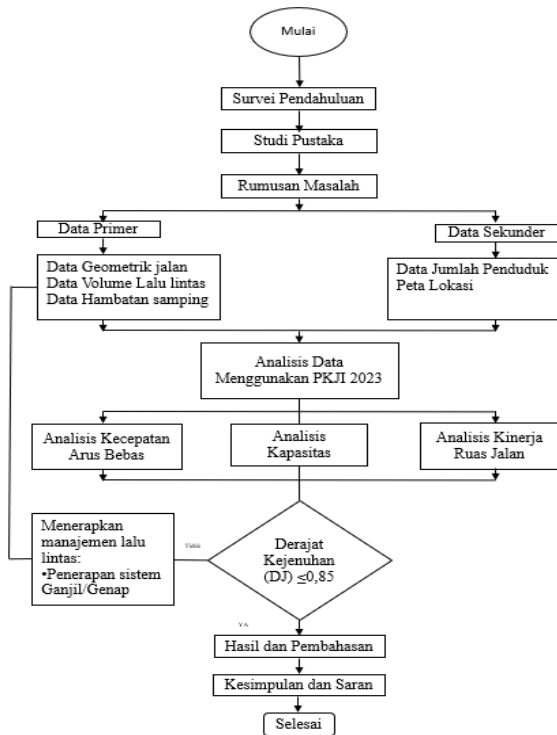 Mulai
Survei Pendahuluan
Studi Pustaka
Rumusan Masalah
Data Primer
Data Sekunder
Data Geometrik jalan
Data Volume Lalu lintas
Data Hambatan samping
Data Jumlah Penduduk
Peta Lokasi
Analisis Data
Menggunakan PKJI 2023
Analisis Kecepatan
Arus Bebas
Analisis
Kapasitas
Analisis Kinerja
Ruas Jalan
Menerapkan
manajemen lalu
lintas:
•Penerapan sistem
Ganjil/Genap
Derajat
Kejenuhan
(DJ) ≤0,85
YA
Hasil dan Pembahasan
Kesimpulan dan Saran
Selesai